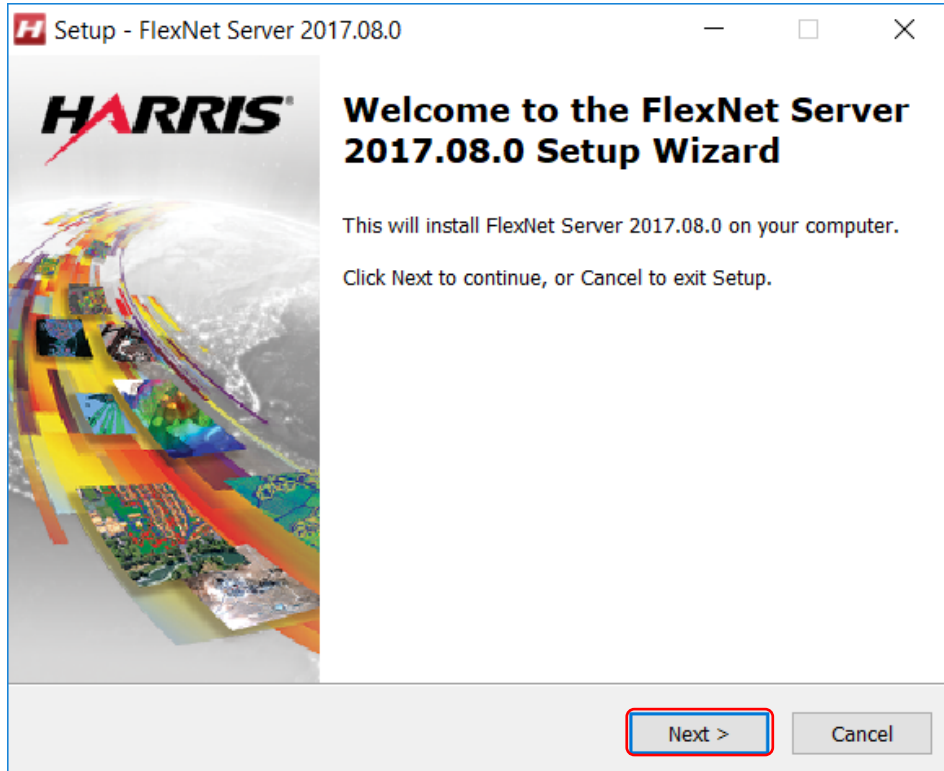 Setup - FlexNet Server 2017.08.0
HARRIS®
Welcome to the FlexNet Server
2017.08.0 Setup Wizard
This will install FlexNet Server 2017.08.0 on your computer.
Click Next to continue, or Cancel to exit Setup.
Next >
Cancel